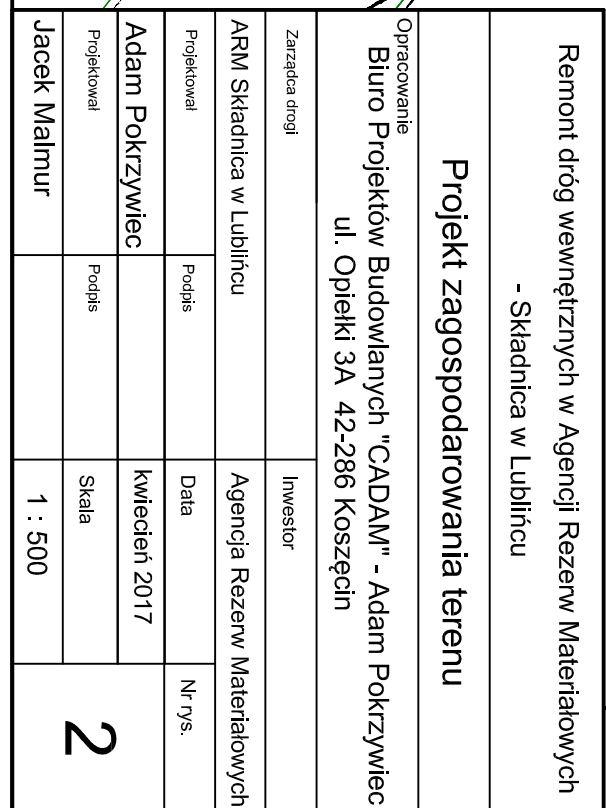 Remont dróg wewnętrznych w Agencji Rezerw Materiałowych
- Składnica w Lublińcu
Projekt zagospodarowania terenu
Opracowanie
Biuro Projektów Budowlanych "CADAM" - Adam Pokrzywiec
ul. Opiełki 3A 42-286 Koszęcin
Zarządca drogi
Inwestor
ARM Składnica w Lublińcu
Agencja Rezerw Materiałowych
Projektował
Podpis
Data
Nr rys.
Adam Pokrzywiec
kwiecień 2017
2
Projektował
Podpis
Skala
Jacek Malmur
1 : 500